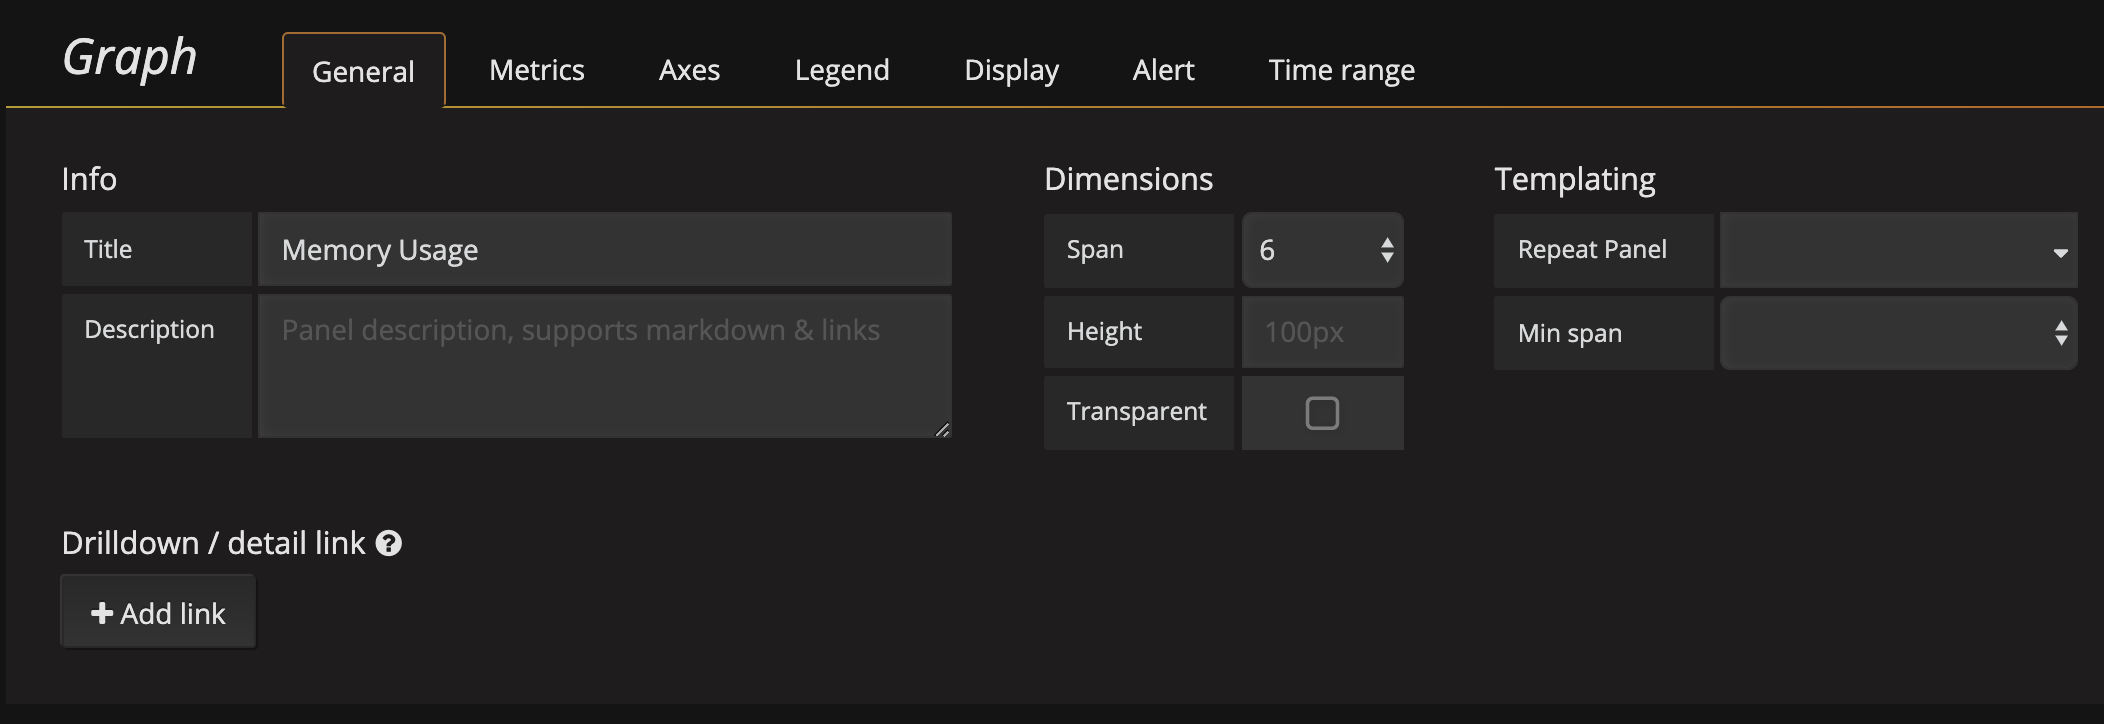 Graph
General
Metrics
Axes
Legend
Display
Alert
Time range
Info
Title
Memory Usage
Description
Panel description, supports markdown & links
Dimensions
Span
6
Height
100px
Transparent
Templating
Repeat Panel
Min span
Drilldown / detail link ?
+ Add link